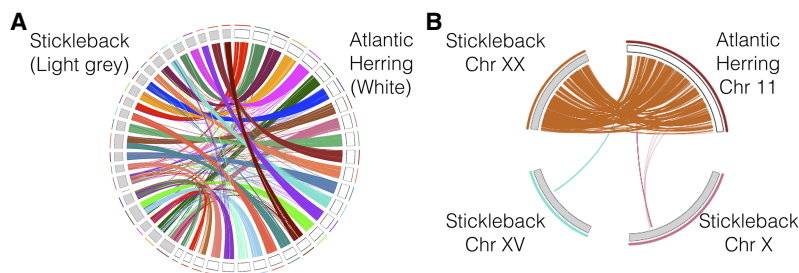 A
Stickleback
(Light grey)
Atlantic
Herring
(White)
B
Stickleback
Chr XX
Atlantic
Herring
Chr 11
Stickleback
Chr XV
Stickleback
Chr X